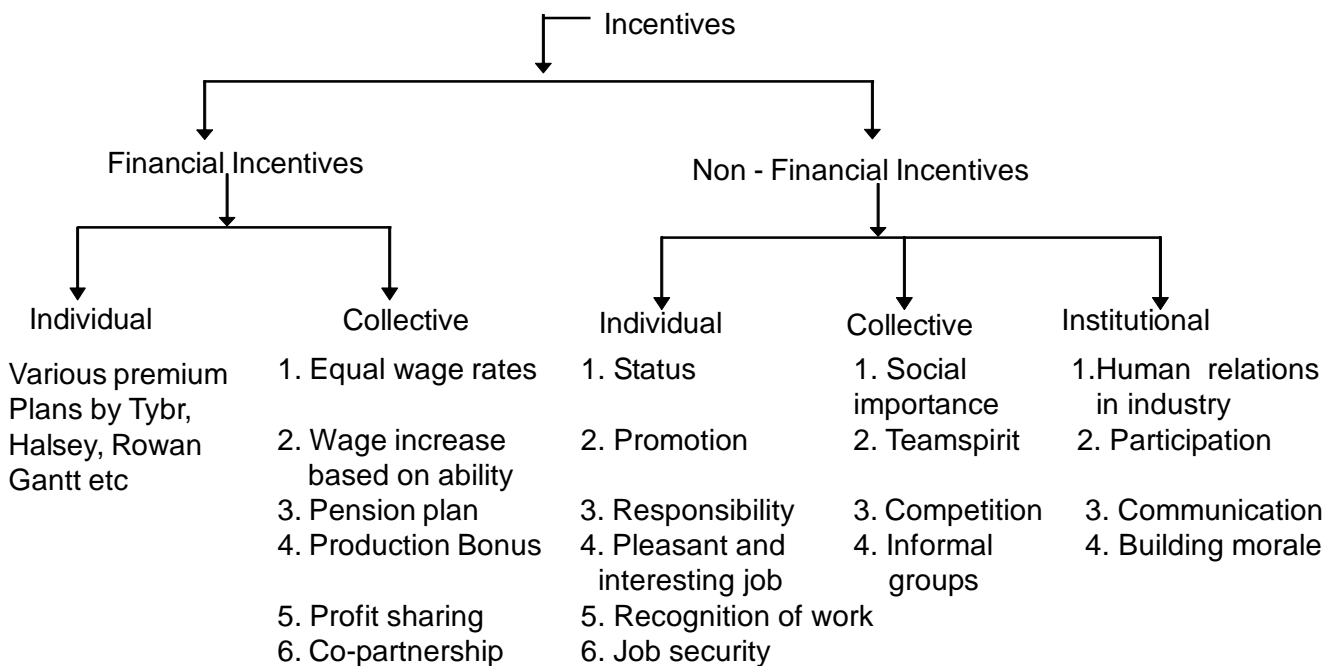 Incentives
Financial Incentives
Non - Financial Incentives
Individual
Various premium
Plans by Tybr,
Halsey, Rowan
Gantt etc
Collective
1. Equal wage rates
2. Wage increase
based on ability
3. Pension plan
4. Production Bonus
5. Profit sharing
6. Co-partnership
Individual
1. Status
2. Promotion
3. Responsibility
4. Pleasant and
interesting job
5. Recognition of work
6. Job security
Collective
1. Social
importance
2. Teamspirit
3. Competition
4. Informal
groups
Institutional
1.Human relations
in industry
2. Participation
3. Communication
4. Building morale